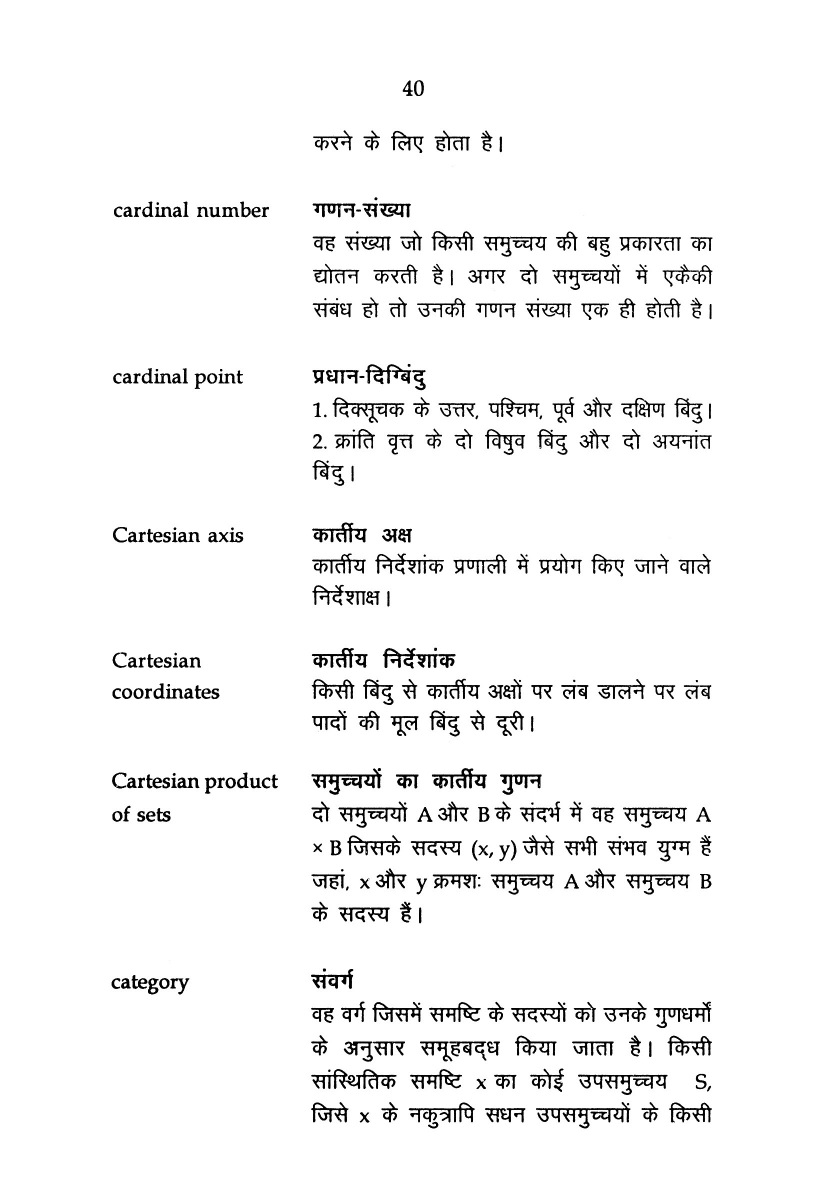 40
करने के लिए होता है।
cardinal number गणन-संख्या
वह संख्या जो किसी समुच्चय की बहु प्रकारता का
द्योतन करती है। अगर दो समुच्चयों में एकैकी
संबंध हो तो उनकी गणन संख्या एक ही होती है।
cardinal point प्रधान-दिग्बिंदु
1. दिक्सूचक के उत्तर, पश्चिम, पूर्व और दक्षिण बिंदु।
2. क्रांति वृत्त के दो विषुव बिंदु और दो अयनांत
बिंदु।
Cartesian axis कार्तीय अक्ष
कार्तीय निर्देशांक प्रणाली में प्रयोग किए जाने वाले
निर्देशाक्ष।
Cartesian कार्तीय निर्देशांक
coordinates किसी बिंदु से कार्तीय अक्षों पर लंब डालने पर लंब
पादों की मूल बिंदु से दूरी।
Cartesian product समुच्चयों का कार्तीय गुणन
of sets दो समुच्चयों A और B के संदर्भ में वह समुच्चय A
× B जिसके सदस्य (x, y) जैसे सभी संभव युग्म हैं
जहां, x और y क्रमशः समुच्चय A और समुच्चय B
के सदस्य हैं।
category संवर्ग
वह वर्ग जिसमें समष्टि के सदस्यों को उनके गुणधर्मों
के अनुसार समूहबद्ध किया जाता है। किसी
सांस्थितिक समष्टि x का कोई उपसमुच्चय S,
जिसे x के नकुत्रापि सधन उपसमुच्चयों के किसी